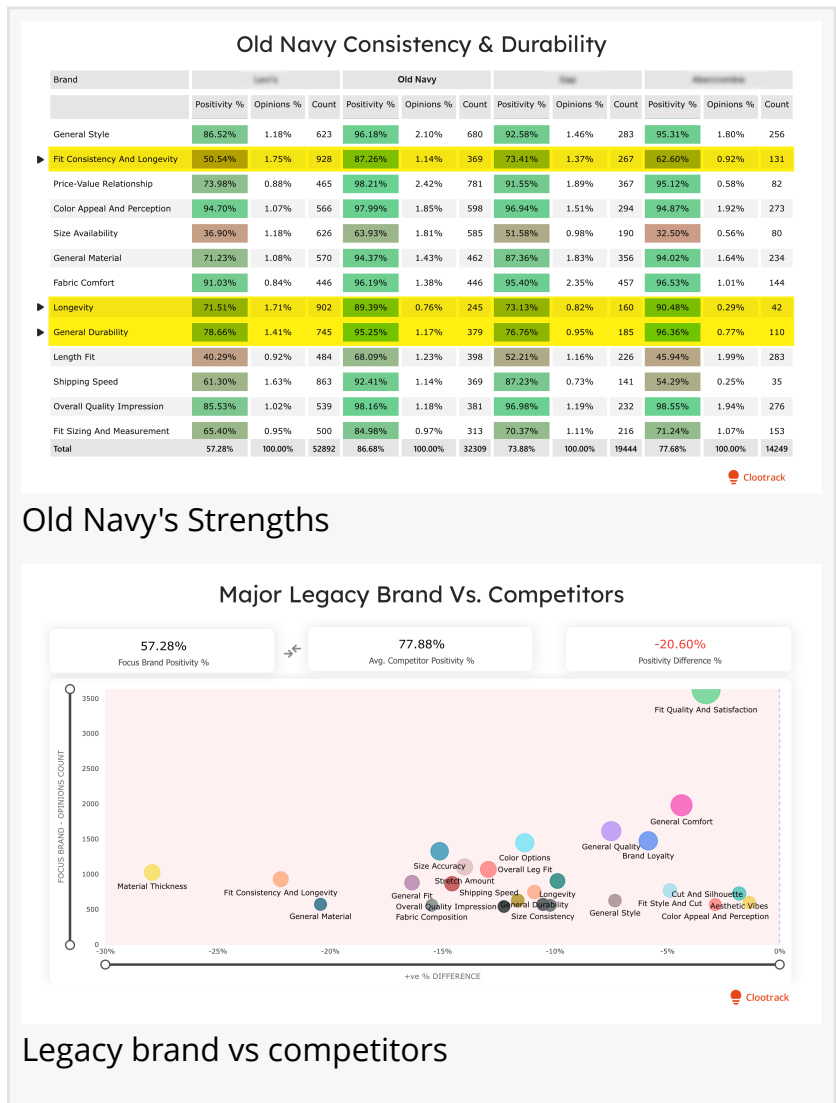 Old Navy Consistency & Durability
Brand Old Navy
Positivity % Opinions % Count Positivity % Opinions % Count Positivity % Opinions % Count Positivity % Opinions % Count
General Style 86.52% 1.18% 623 96.18% 2.10% 680 92.58% 1.46% 283 95.31% 1.80% 256
Fit Consistency And Longevity 50.54% 1.75% 928 87.26% 1.14% 369 73.41% 1.37% 267 62.60% 0.92% 131
Price-Value Relationship 73.98% 0.88% 465 98.21% 2.42% 781 91.55% 1.89% 367 95.12% 0.58% 82
Color Appeal And Perception 94.70% 1.07% 566 97.99% 1.85% 598 96.94% 1.51% 294 94.87% 1.92% 273
Size Availability 36.90% 1.18% 626 63.93% 1.81% 585 51.58% 0.98% 190 32.50% 0.56% 80
General Material 71.23% 1.08% 570 94.37% 1.43% 462 87.36% 1.83% 356 94.02% 1.64% 234
Fabric Comfort 91.03% 0.84% 446 96.19% 1.38% 446 95.40% 2.35% 457 96.53% 1.01% 144
Longevity 71.51% 1.71% 902 89.39% 0.76% 245 73.13% 0.82% 160 90.48% 0.29% 42
General Durability 78.66% 1.41% 745 95.25% 1.17% 379 76.76% 0.95% 185 96.36% 0.77% 110
Length Fit 40.29% 0.92% 484 68.09% 1.23% 398 52.21% 1.16% 226 45.94% 1.99% 283
Shipping Speed 61.30% 1.63% 863 92.41% 1.14% 369 87.23% 0.73% 141 54.29% 0.25% 35
Overall Quality Impression 85.53% 1.02% 539 98.16% 1.18% 381 96.98% 1.19% 232 98.55% 1.94% 276
Fit Sizing And Measurement 65.40% 0.95% 500 84.98% 0.97% 313 70.37% 1.11% 216 71.24% 1.07% 153
Total 57.28% 100.00% 52892 86.68% 100.00% 32309 73.88% 100.00% 19444 77.68% 100.00% 14249
Clootrack
Old Navy's Strengths
Major Legacy Brand Vs. Competitors
57.28% 77.88% -20.60%
Focus Brand Positivity % Avg. Competitor Positivity % Positivity Difference %
FOCUS BRAND - OPINIONS COUNT
3500
Fit Quality And Satisfaction
3000
2500
2000
General Comfort
1500
General Quality
Brand Loyalty
Color Options
Size Accuracy
Overall Leg Fit
1000
Stretch Amount
Material Thickness
Fit Consistency And Longevity
General Fit
Shipping Speed
Longevity
Cut And Silhouette
500
Overall Quality Impression
General Durability
Fit Style And Cut
Aesthetic Vibes
General Material
Fabric Composition
Size Consistency
General Style
Color Appeal And Perception
0
-30% -25% -20% -15% -10% -5% 0%
+ve % DIFFERENCE
Clootrack
Legacy brand vs competitors